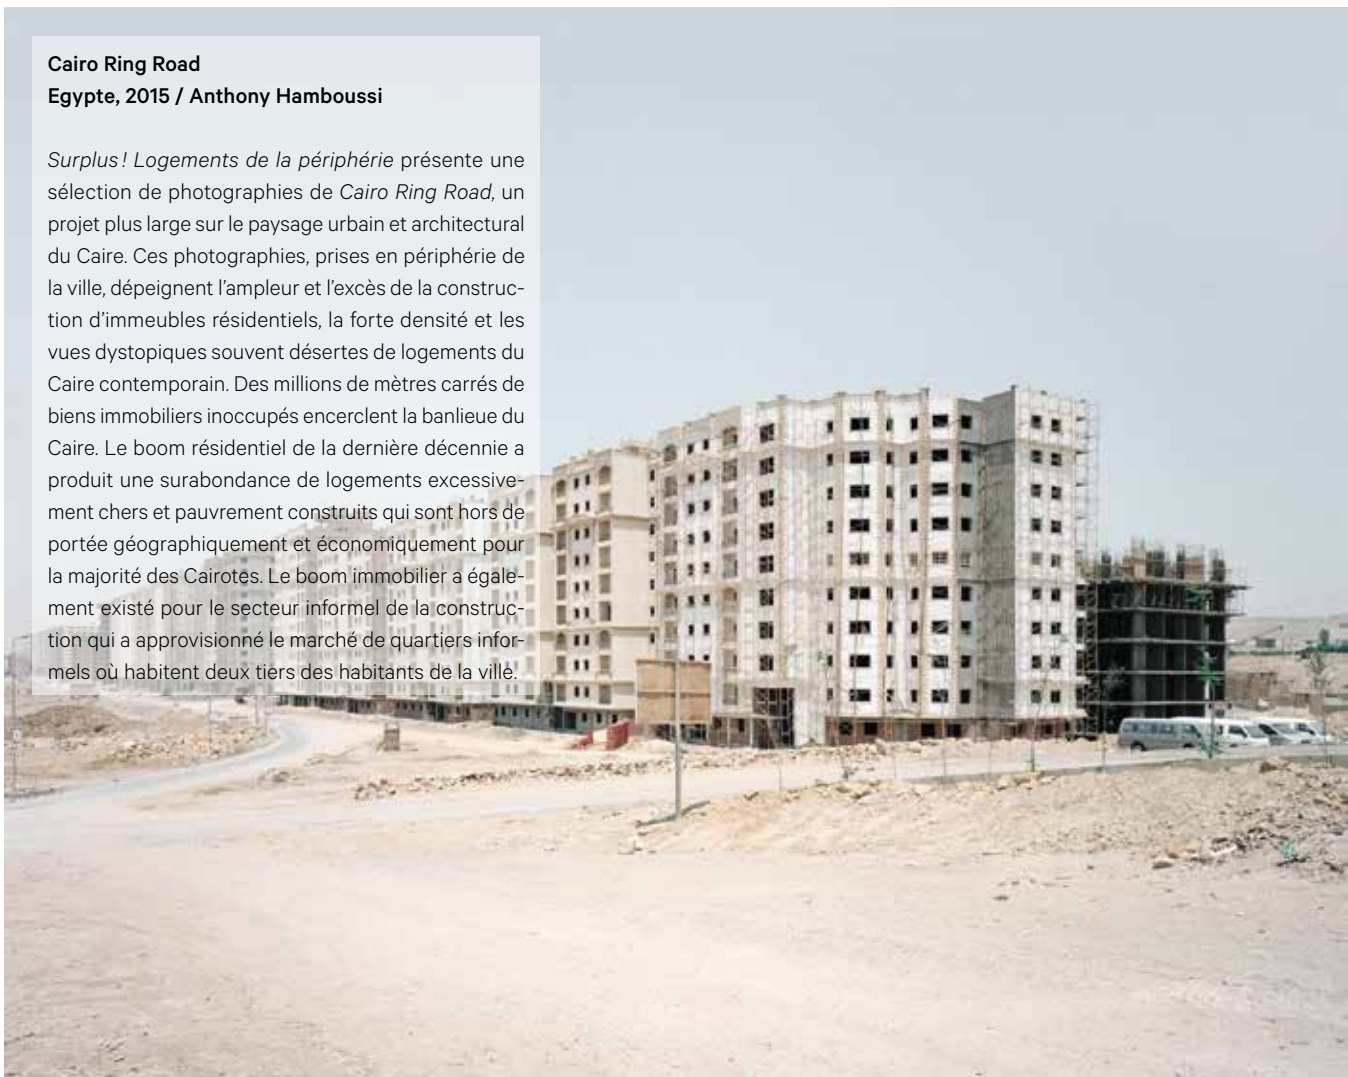 Cairo Ring Road
Egypte, 2015 / Anthony Hamboussi
Surplus ! Logements de la périphérie présente une
sélection de photographies de Cairo Ring Road, un
projet plus large sur le paysage urbain et architectural
du Caire. Ces photographies, prises en périphérie de
la ville, dépeignent l’ampleur et l’excès de la construc-
tion d’immeubles résidentiels, la forte densité et les
vues dystopiques souvent désertes de logements du
Caire contemporain. Des millions de mètres carrés de
biens immobiliers inoccupés encerclent la banlieue du
Caire. Le boom résidentiel de la dernière décennie a
produit une surabondance de logements excessive-
ment chers et pauvrement construits qui sont hors de
portée géographiquement et économiquement pour
la majorité des Cairotes. Le boom immobilier a égale-
ment existé pour le secteur informel de la construc-
tion qui a approvisionné le marché de quartiers infor-
mels où habitent deux tiers des habitants de la ville.